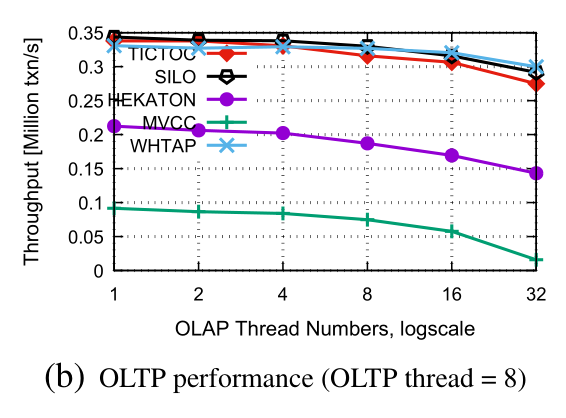 0.35
0.3
0.25
0.2
0.15
0.1
0.05
0
Throughput [Million txn/s]
TICTOC
SILO
HEKATON
MVCC
WHTAP
1 2 4 8 16 32
OLAP Thread Numbers, logscale
(b) OLTP performance (OLTP thread = 8)